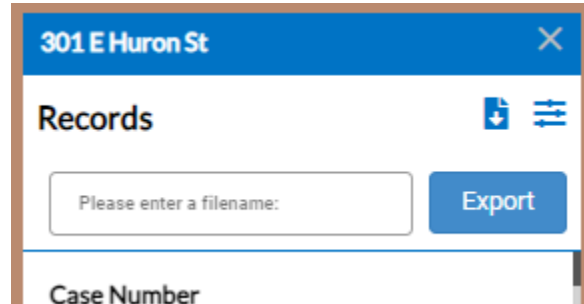 301 E Huron St
Records
Please enter a filename:
Export
Case Number